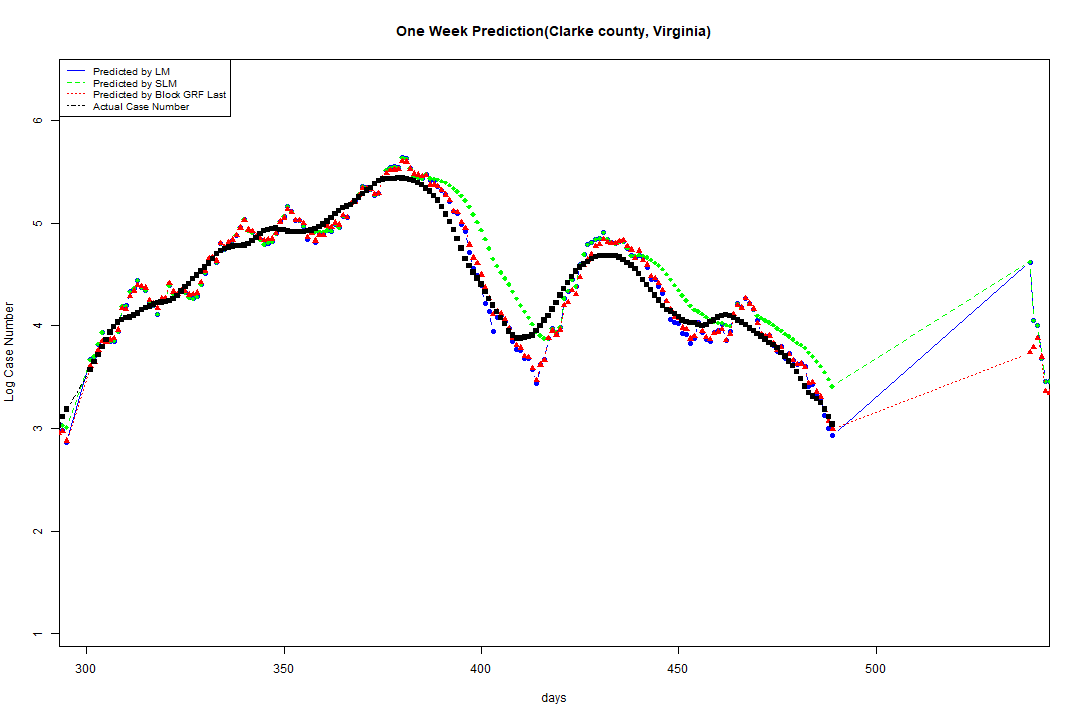 One Week Prediction(Clarke county, Virginia)
Predicted by LM
Predicted by SLM
Predicted by Block GRF Last
Actual Case Number
6
5
4
3
2
1
Log Case Number
300 350 400 450 500
days